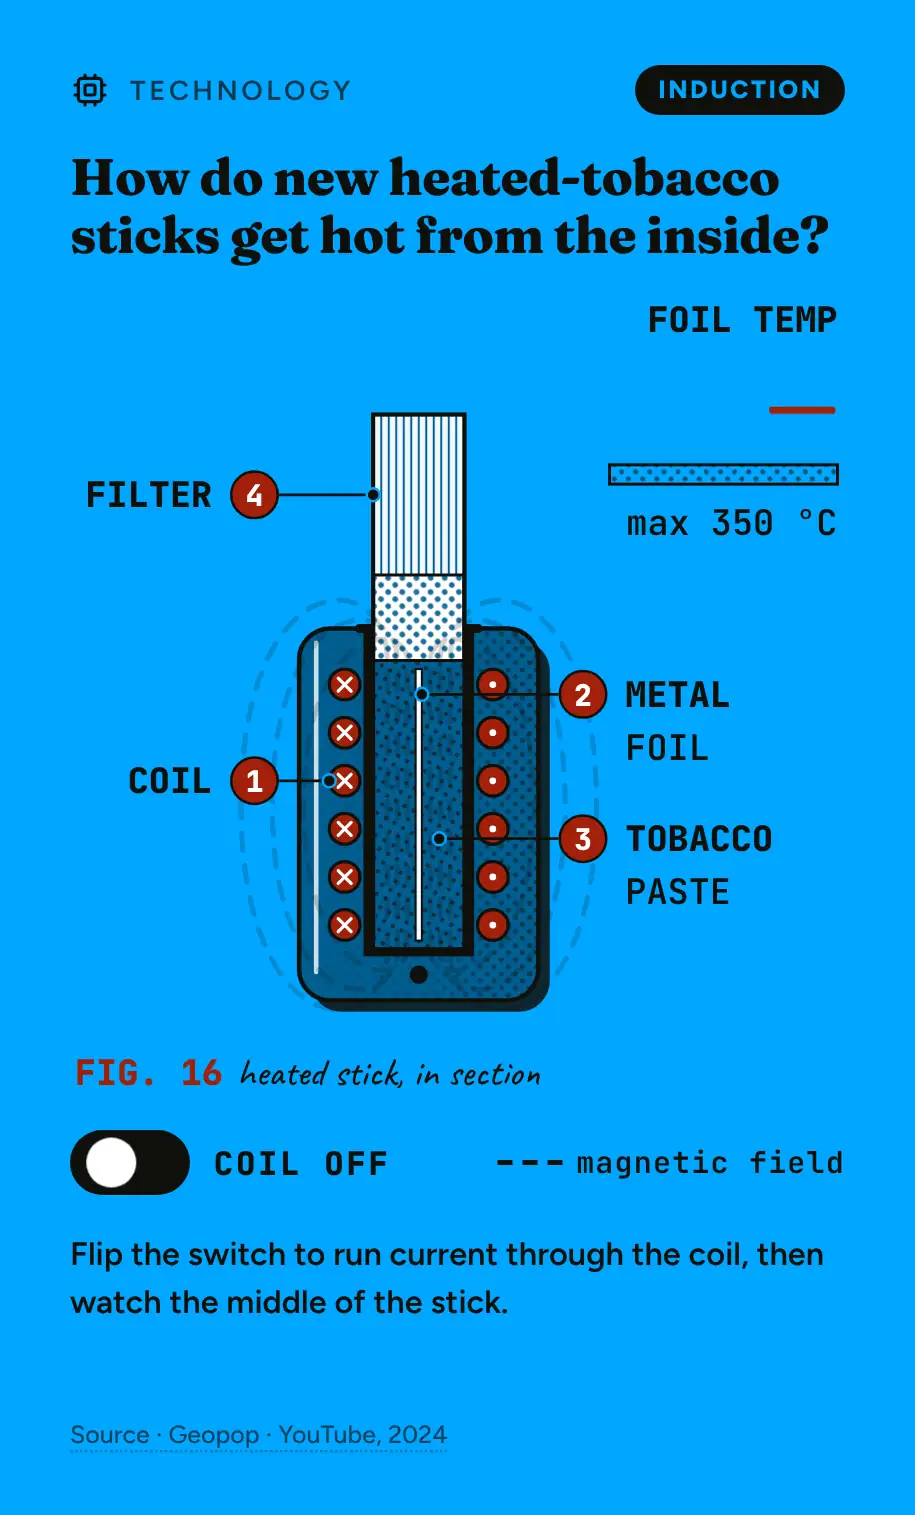 TECHNOLOGY
INDUCTION
How do new heated-tobacco
sticks get hot from the inside?
FOIL TEMP
max 350 °C
FILTER 4
2 METAL
FOIL
COIL 1
3 TOBACCO
PASTE
FIG. 16 heated stick, in section
COIL OFF
magnetic field
Flip the switch to run current through the coil, then
watch the middle of the stick.
Source · Geopop · YouTube, 2024